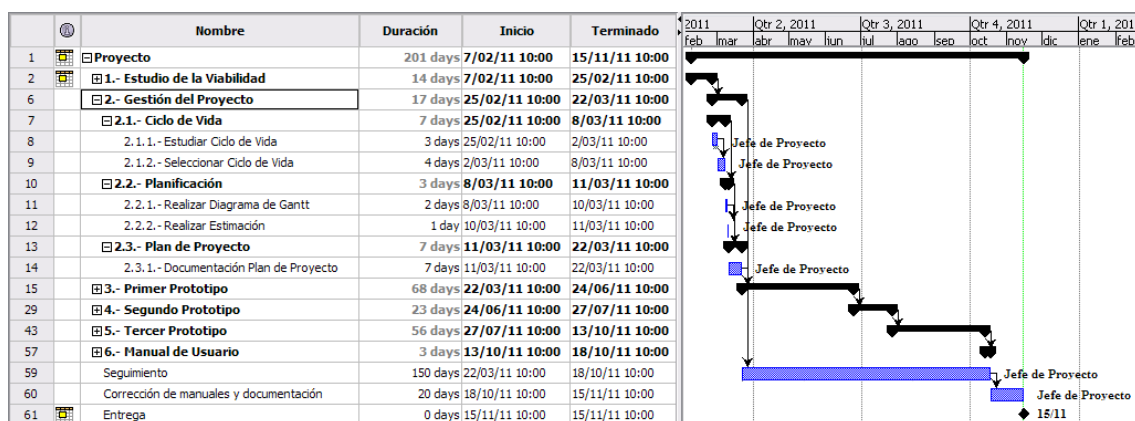 Nombre Duración Inicio Terminado
2011 Qtr 2, 2011 Qtr 3, 2011 Qtr 4, 2011 Qtr 1, 201
feb mar abr may jun jul ago sep oct nov dic ene feb
1 Proyecto 201 days 7/02/11 10:00 15/11/11 10:00
2 1.- Estudio de la Viabilidad 14 days 7/02/11 10:00 25/02/11 10:00
6 2.- Gestión del Proyecto 17 days 25/02/11 10:00 22/03/11 10:00
7 2.1.- Ciclo de Vida 7 days 25/02/11 10:00 8/03/11 10:00
8 2.1.1.- Estudiar Ciclo de Vida 3 days 25/02/11 10:00 2/03/11 10:00 Jefe de Proyecto
9 2.1.2.- Seleccionar Ciclo de Vida 4 days 2/03/11 10:00 8/03/11 10:00 Jefe de Proyecto
10 2.2.- Planificación 3 days 8/03/11 10:00 11/03/11 10:00
11 2.2.1.- Realizar Diagrama de Gantt 2 days 8/03/11 10:00 10/03/11 10:00 Jefe de Proyecto
12 2.2.2.- Realizar Estimación 1 day 10/03/11 10:00 11/03/11 10:00 Jefe de Proyecto
13 2.3.- Plan de Proyecto 7 days 11/03/11 10:00 22/03/11 10:00
14 2.3.1.- Documentación Plan de Proyecto 7 days 11/03/11 10:00 22/03/11 10:00 Jefe de Proyecto
15 3.- Primer Prototipo 68 days 22/03/11 10:00 24/06/11 10:00
29 4.- Segundo Prototipo 23 days 24/06/11 10:00 27/07/11 10:00
43 5.- Tercer Prototipo 56 days 27/07/11 10:00 13/10/11 10:00
57 6.- Manual de Usuario 3 days 13/10/11 10:00 18/10/11 10:00
59 Seguimiento 150 days 22/03/11 10:00 18/10/11 10:00 Jefe de Proyecto
60 Corrección de manuales y documentación 20 days 18/10/11 10:00 15/11/11 10:00 Jefe de Proyecto
61 Entrega 0 days 15/11/11 10:00 15/11/11 10:00 15/11